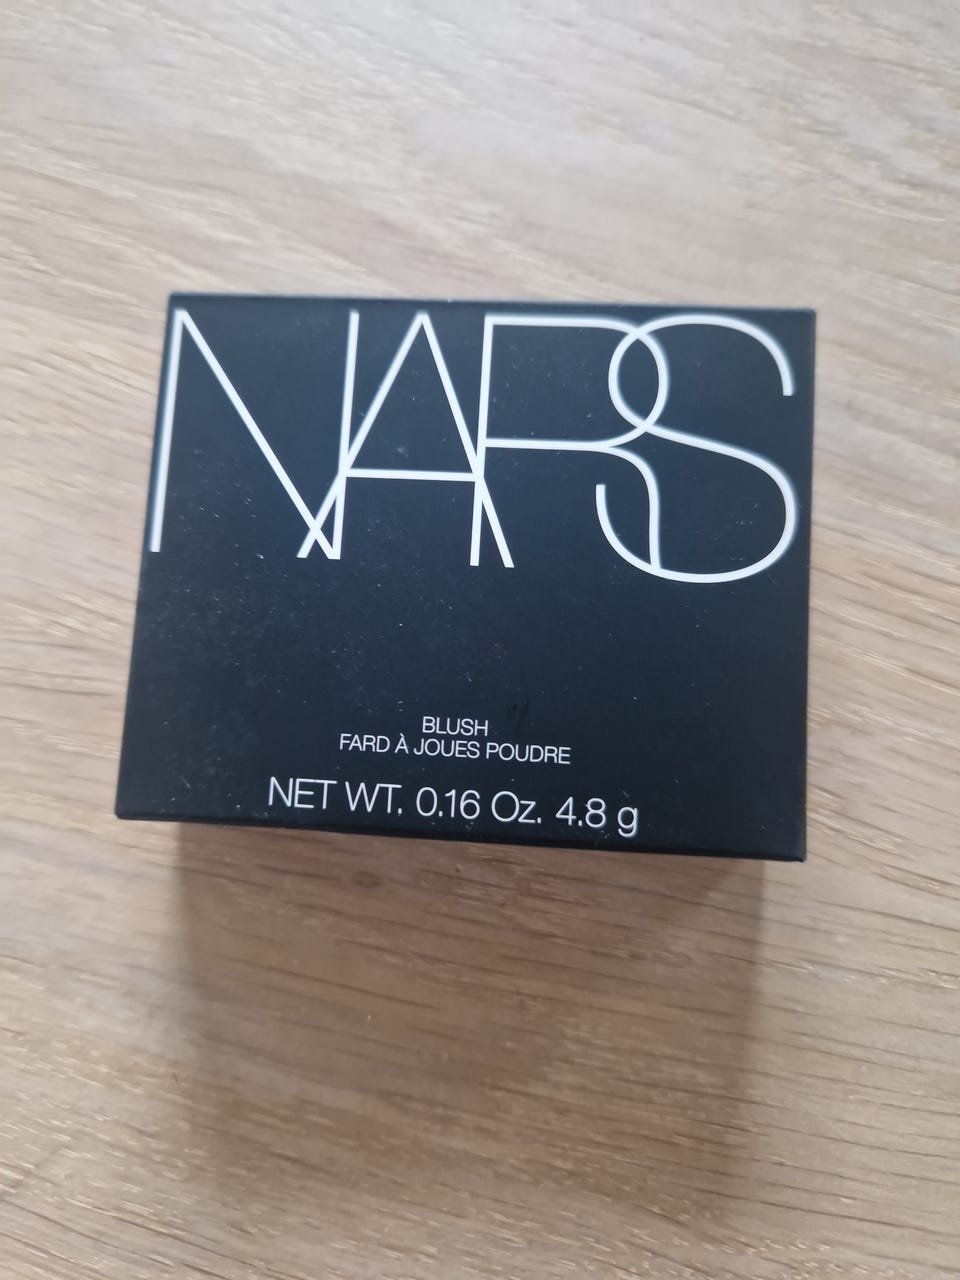 NARS
BLUSH
FARD À JOUES POUDRE
NET WT. 0.16 Oz. 4.8 g